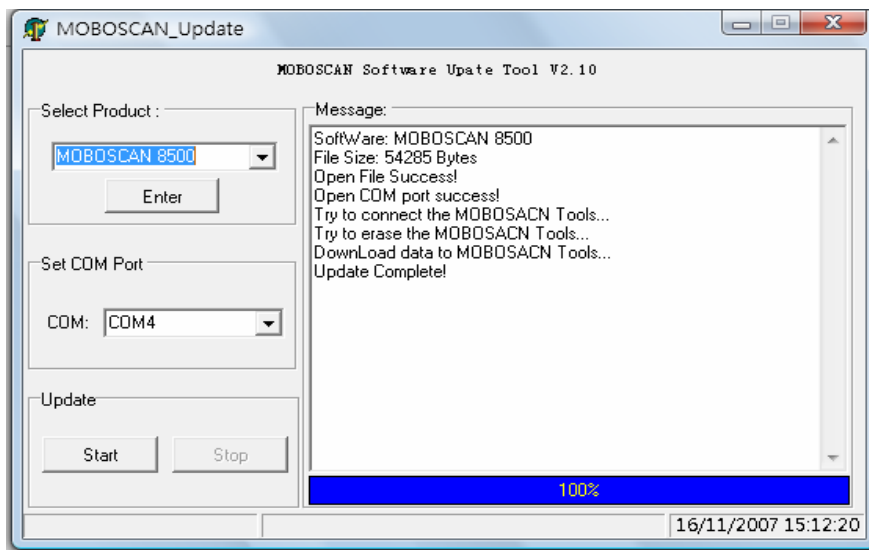 MOBOSCAN_Update
MOBOSCAN Software Upate Tool V2.10
Select Product :
MOBOSCAN 8500
Enter
Set COM Port
COM: COM4
Update
Start Stop
Message:
SoftWare: MOBOSCAN 8500
File Size: 54285 Bytes
Open File Success!
Open COM port success!
Try to connect the MOBOSACN Tools...
Try to erase the MOBOSACN Tools...
DownLoad data to MOBOSACN Tools...
Update Complete!
100%
16/11/2007 15:12:20